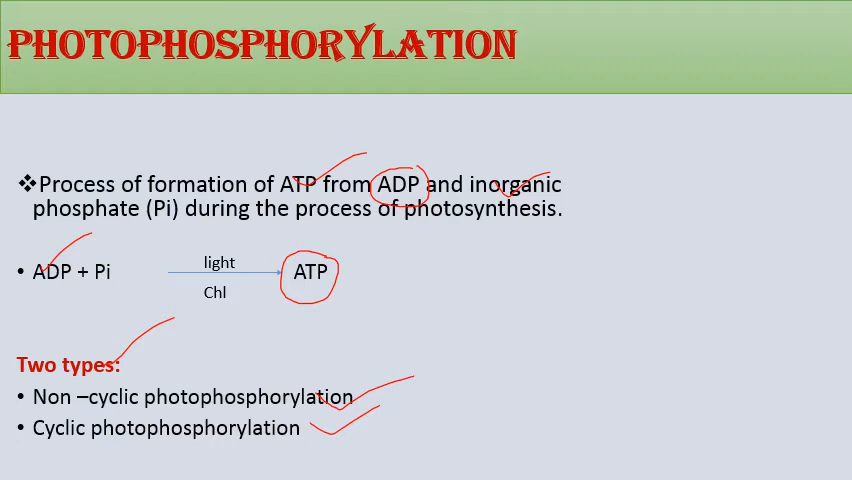 PHOTOPHOSPHORYLATION
❖Process of formation of ATP from ADP and inorganic
phosphate (Pi) during the process of photosynthesis.
• ADP + Pi light ATP
Chl
Two types:
• Non –cyclic photophosphorylation
• Cyclic photophosphorylation